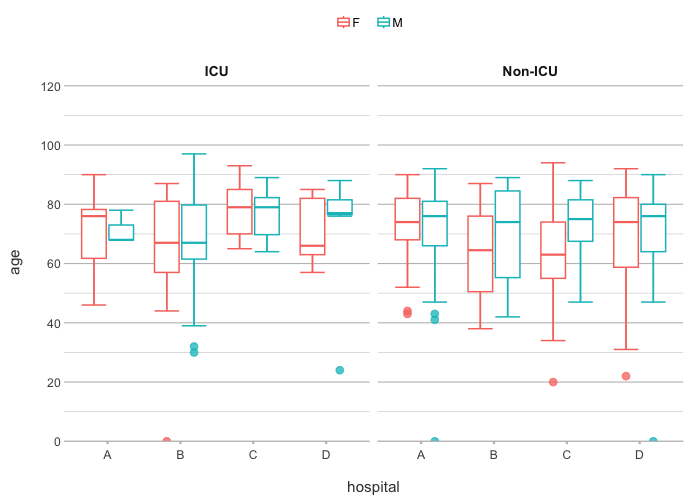 F M
ICU Non-ICU
120
100
80
60
40
20
0
age
A B C D A B C D
hospital